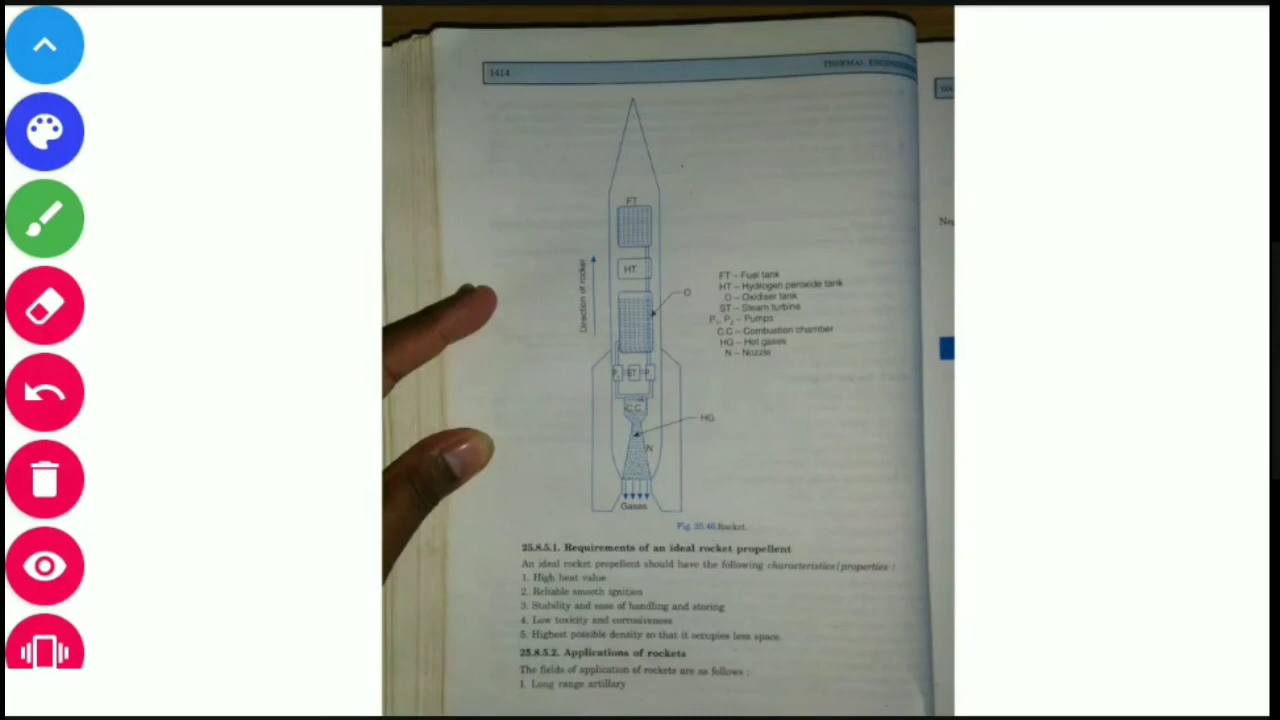 1414
THERMAL ENGINEERING
FT
HT
Direction of rocket
O
FT – Fuel tank
HT – Hydrogen peroxide tank
O – Oxidiser tank
ST – Steam turbine
P₁, P₂ – Pumps
C.C – Combustion chamber
HG – Hot gases
N – Nozzle
ST
C.C.
HG
N
Gases
Fig. 25.46 Rocket.
25.8.5.1. Requirements of an ideal rocket propellent
An ideal rocket propellent should have the following characteristics/properties :
1. High heat value
2. Reliable smooth ignition
3. Stability and ease of handling and storing
4. Low toxicity and corrosiveness
5. Highest possible density so that it occupies less space
25.8.5.2. Applications of rockets
The fields of application of rockets are as follows :
1. Long range artillary